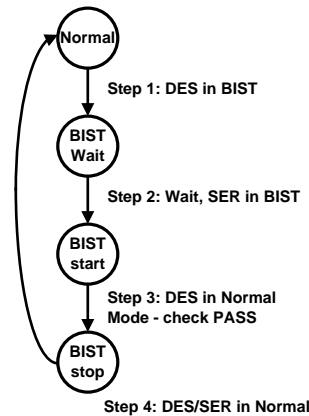 Normal
Step 1: DES in BIST
BIST
Wait
Step 2: Wait, SER in BIST
BIST
start
Step 3: DES in Normal
Mode - check PASS
BIST
stop
Step 4: DES/SER in Normal